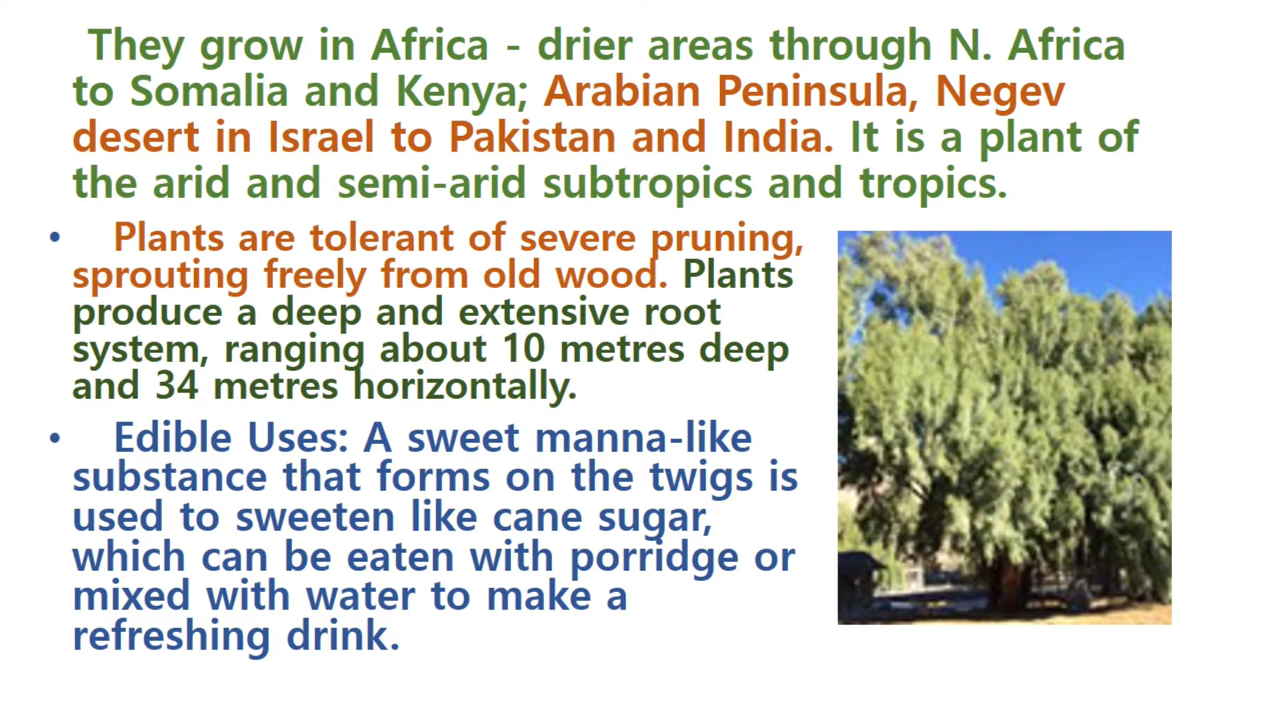 They grow in Africa - drier areas through N. Africa
to Somalia and Kenya; Arabian Peninsula, Negev
desert in Israel to Pakistan and India. It is a plant of
the arid and semi-arid subtropics and tropics.
• Plants are tolerant of severe pruning,
sprouting freely from old wood. Plants
produce a deep and extensive root
system, ranging about 10 metres deep
and 34 metres horizontally.
• Edible Uses: A sweet manna-like
substance that forms on the twigs is
used to sweeten like cane sugar,
which can be eaten with porridge or
mixed with water to make a
refreshing drink.